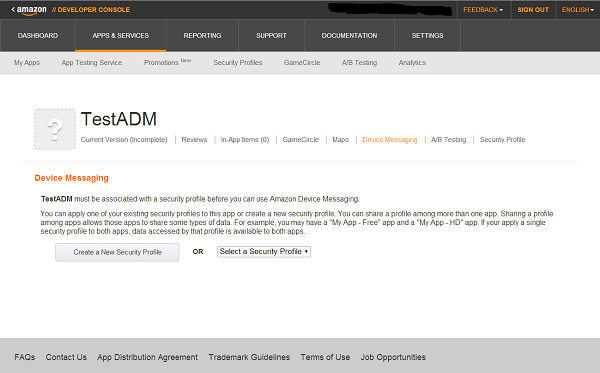 amazon // DEVELOPER CONSOLE FEEDBACK SIGN OUT ENGLISH
DASHBOARD APPS & SERVICES REPORTING SUPPORT DOCUMENTATION SETTINGS
My Apps App Testing Service Promotions New Security Profiles GameCircle A/B Testing Analytics
?
TestADM
Current Version (Incomplete) | Reviews | In-App Items (0) | GameCircle | Maps | Device Messaging | A/B Testing | Security Profile
Device Messaging
TestADM must be associated with a security profile before you can use Amazon Device Messaging.
You can apply one of your existing security profiles to this app or create a new security profile. You can share a profile among more than one app. Sharing a profile
among apps allows those apps to share some types of data. For example, you may have a "My App - Free" app and a "My App - HD" app. If your apply a single
security profile to both apps, data accessed by that profile is available to both apps.
Create a New Security Profile OR Select a Security Profile
FAQs Contact Us App Distribution Agreement Trademark Guidelines Terms of Use Job Opportunities